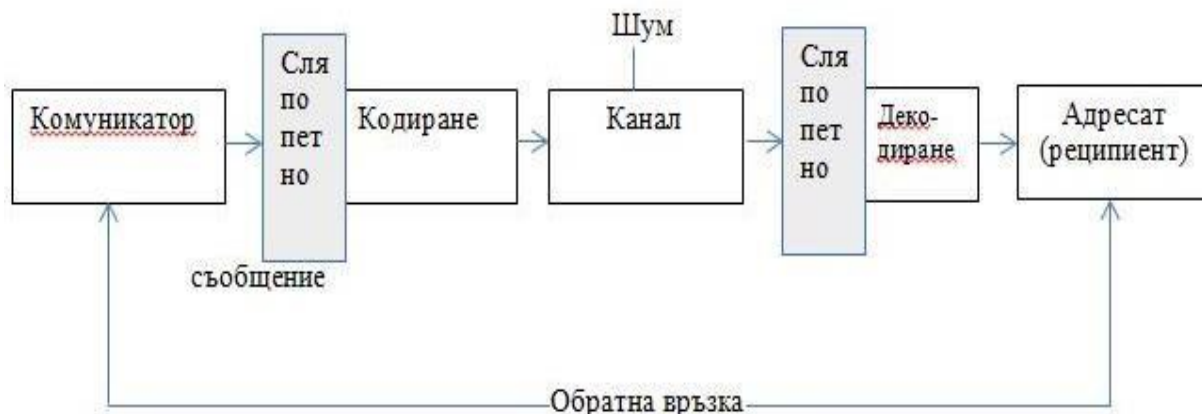 Шум
Комуникатор
Сля
по
пет
но
Кодиране
Канал
Сля
по
пет
но
Деко-
диране
Адресат
(реципиент)
съобщение
Обратна връзка